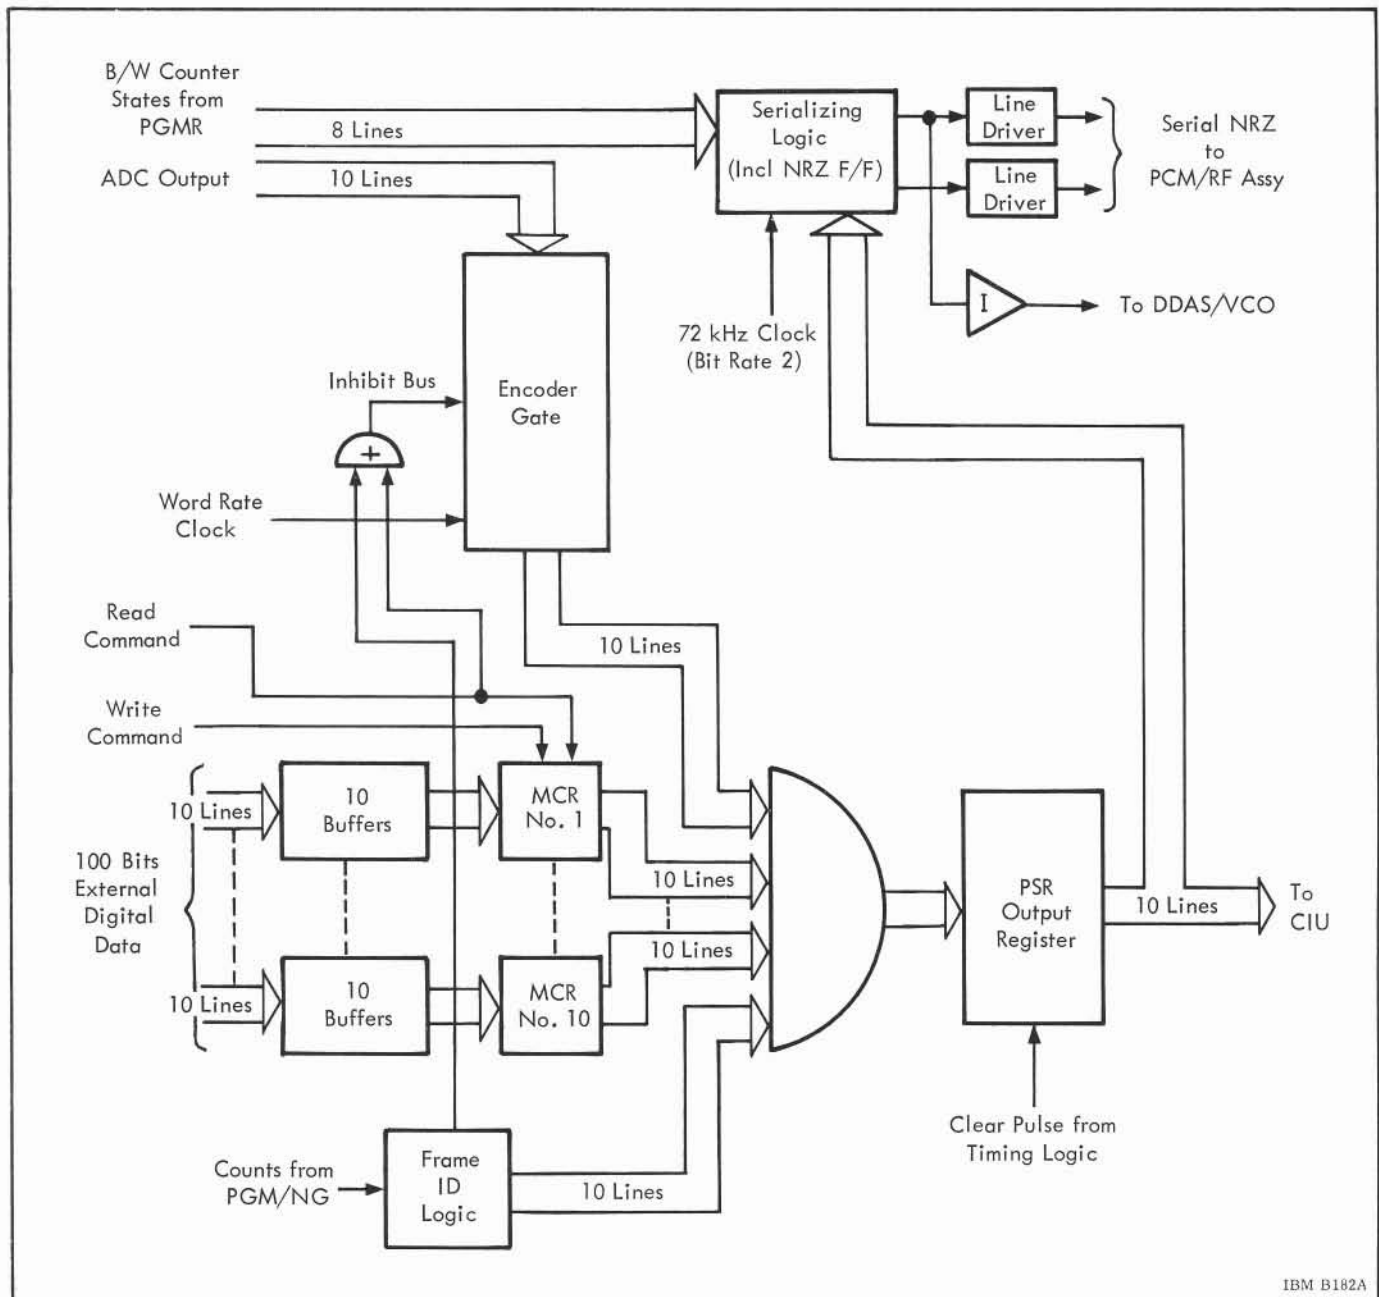 B/W Counter
States from
PGMR
8 Lines
ADC Output
10 Lines
Serializing
Logic
(Incl NRZ F/F)
Line
Driver
Line
Driver
Serial NRZ
to
PCM/RF Assy
I
To DDAS/VCO
72 kHz Clock
(Bit Rate 2)
Inhibit Bus
+
Encoder
Gate
Word Rate
Clock
Read
Command
10 Lines
Write
Command
10 Lines
10
Buffers
MCR
No. 1
10 Lines
100 Bits
External
Digital
Data
10 Lines
10 Lines
10
Buffers
MCR
No. 10
PSR
Output
Register
10 Lines
To
CIU
Clear Pulse from
Timing Logic
Counts from
PGM/NG
Frame
ID
Logic
10 Lines
IBM B182A